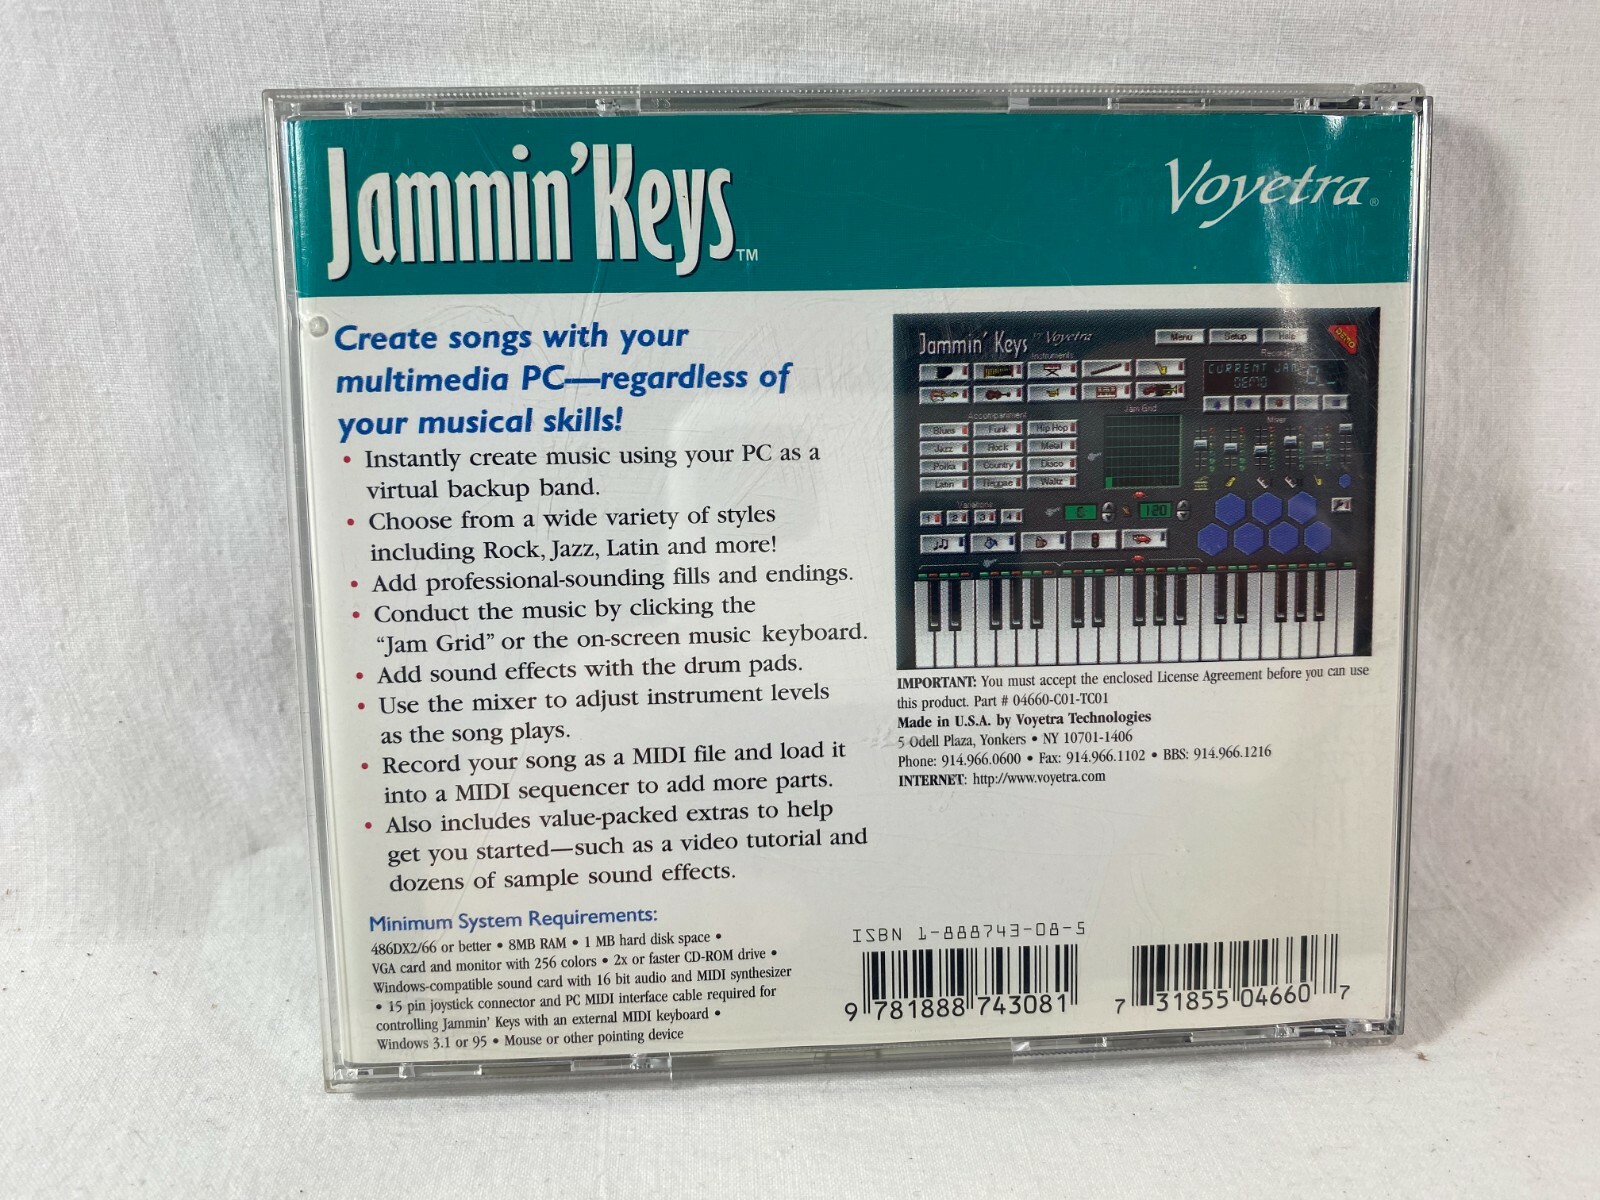 Jammin' Keys™
Voyetra®
Create songs with your
multimedia PC—regardless of
your musical skills!
• Instantly create music using your PC as a
virtual backup band.
• Choose from a wide variety of styles
including Rock, Jazz, Latin and more!
• Add professional-sounding fills and endings.
• Conduct the music by clicking the
“Jam Grid” or the on-screen music keyboard.
• Add sound effects with the drum pads.
• Use the mixer to adjust instrument levels
as the song plays.
• Record your song as a MIDI file and load it
into a MIDI sequencer to add more parts.
• Also includes value-packed extras to help
get you started—such as a video tutorial and
dozens of sample sound effects.
Minimum System Requirements:
486DX2/66 or better • 8MB RAM • 1 MB hard disk space •
VGA card and monitor with 256 colors • 2x or faster CD-ROM drive •
Windows-compatible sound card with 16 bit audio and MIDI synthesizer
• 15 pin joystick connector and PC MIDI interface cable required for
controlling Jammin' Keys with an external MIDI keyboard •
Windows 3.1 or 95 • Mouse or other pointing device
Jammin' Keys by Voyetra
Menu Setup Help
DEMO
Instruments
Recorder
CURRENT JAM
DEMO
Accompaniment
Jam Grid
Mixer
Blues Funk Hip Hop
Jazz Rock Metal
Polka Country Disco
Latin Reggae Waltz
Variations
1 2 3 4
C 120
IMPORTANT: You must accept the enclosed License Agreement before you can use
this product. Part # 04660-C01-TC01
Made in U.S.A. by Voyetra Technologies
5 Odell Plaza, Yonkers • NY 10701-1406
Phone: 914.966.0600 • Fax: 914.966.1102 • BBS: 914.966.1216
INTERNET: http://www.voyetra.com
ISBN 1-888743-08-5
9 781888 743081
7 31855 04660 7